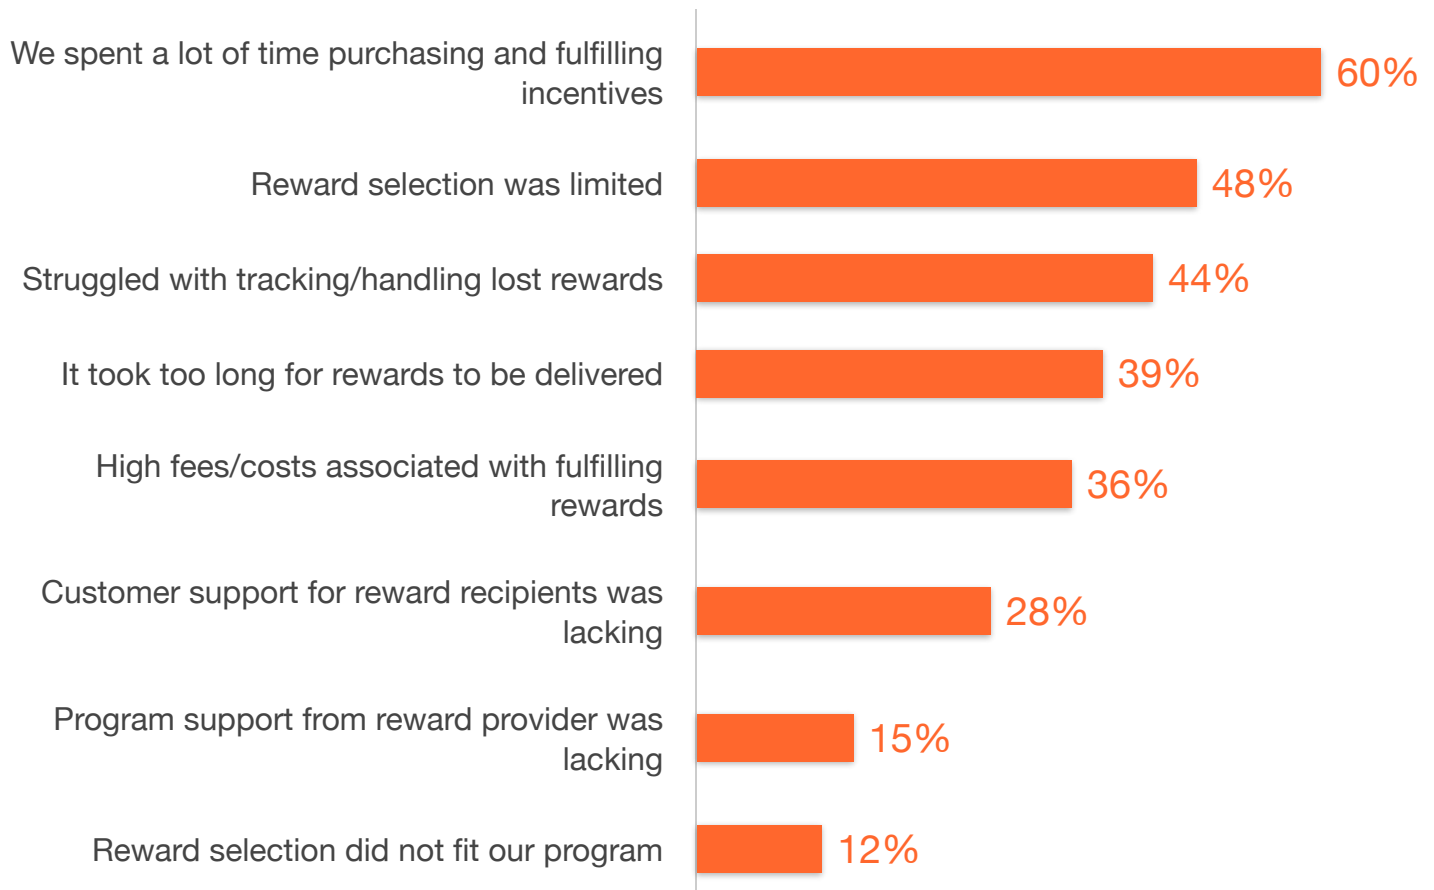 We spent a lot of time purchasing and fulfilling
incentives
60%
Reward selection was limited
48%
Struggled with tracking/handling lost rewards
44%
It took too long for rewards to be delivered
39%
High fees/costs associated with fulfilling
rewards
36%
Customer support for reward recipients was
lacking
28%
Program support from reward provider was
lacking
15%
Reward selection did not fit our program
12%